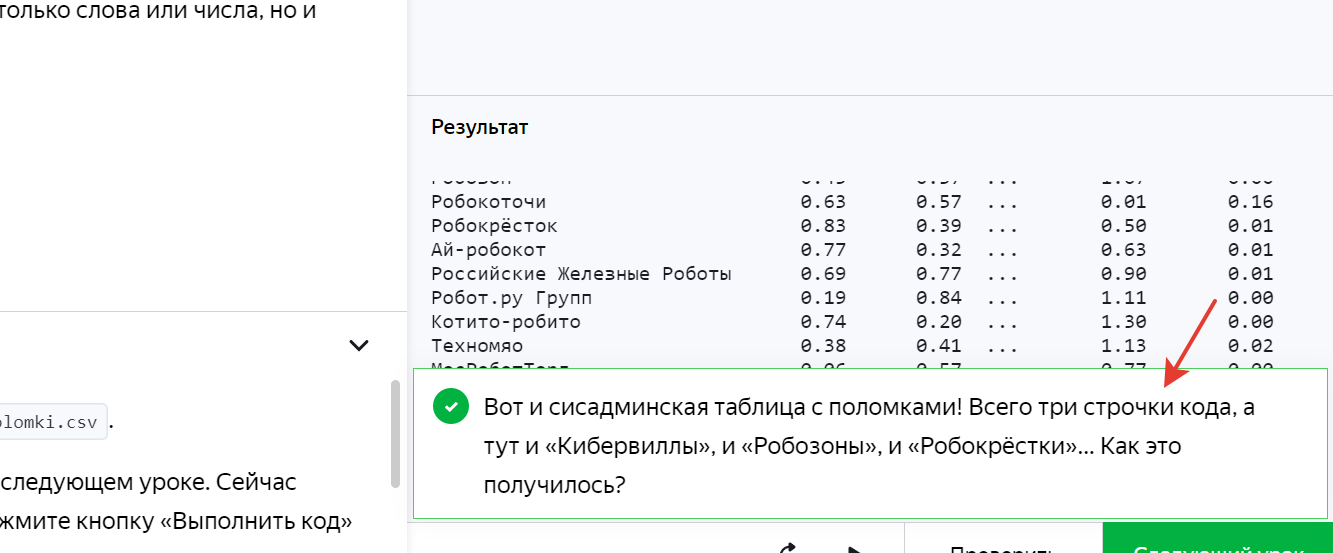 только слова или числа, но и
Результат
Робокоточи 0.63 0.57 ... 0.01 0.16
Робокрёсток 0.83 0.39 ... 0.50 0.01
Ай-робокот 0.77 0.32 ... 0.63 0.01
Российские Железные Роботы 0.69 0.77 ... 0.90 0.01
Робот.ру Групп 0.19 0.84 ... 1.11 0.00
Котито-робито 0.74 0.20 ... 1.30 0.00
Техномяо 0.38 0.41 ... 1.13 0.02
Вот и сисадминская таблица с поломками! Всего три строчки кода, а
тут и «Кибервиллы», и «Робозоны», и «Робокрёстки»... Как это
получилось?
olomki.csv .
следующем уроке. Сейчас
жмите кнопку «Выполнить код»
Проверить
Следующий урок